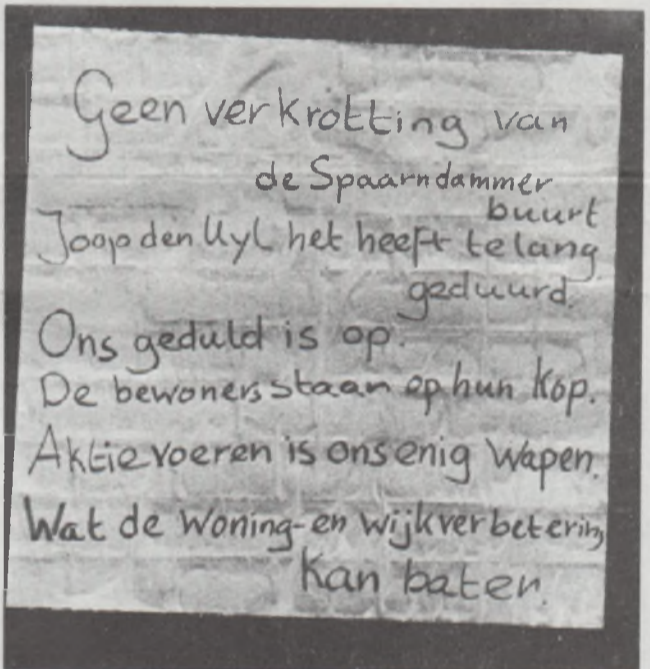 Geen verkrotting van
de Spaarndammer
buurt
Joop den Uyl het heeft te lang
geduurd.
Ons geduld is op.
De bewoners staan op hun Kop.
Aktie voeren is ons enig Wapen.
Wat de Woning- en wijkverbetering
Kan baten.